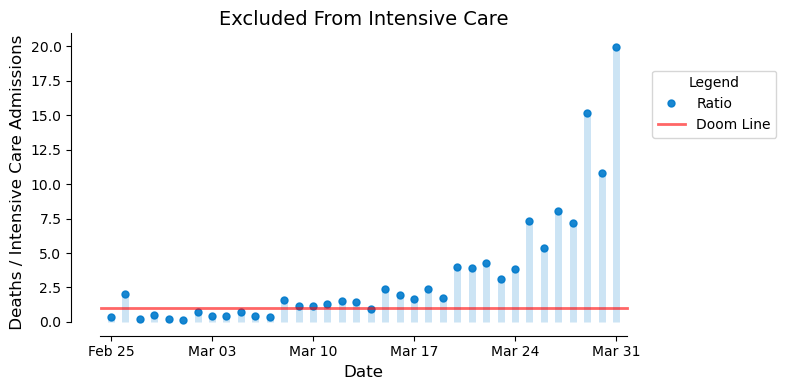 Excluded From Intensive Care
Deaths / Intensive Care Admissions
20.0
17.5
15.0
12.5
10.0
7.5
5.0
2.5
0.0
Feb 25
Mar 03
Mar 10
Mar 17
Mar 24
Mar 31
Date
Legend
Ratio
Doom Line